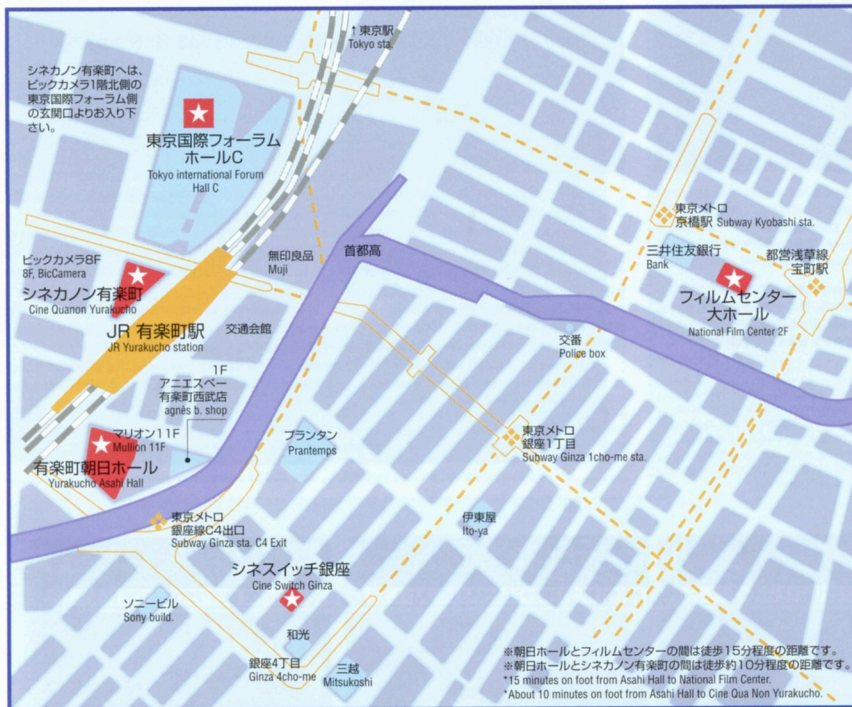 ↑東京駅
Tokyo sta.
シネカノン有楽町へは、
ビックカメラ1階北側の
東京国際フォーラム側
の玄関口よりお入り下
さい。
東京国際フォーラム
ホールC
Tokyo international Forum
Hall C
東京メトロ
京橋駅 Subway Kyobashi sta.
三井住友銀行
Bank
都営浅草線
宝町駅
フィルムセンター
大ホール
National Film Center 2F
無印良品
Muji
首都高
ビックカメラ8F
8F, BicCamera
シネカノン有楽町
Cine Quanon Yurakucho
JR 有楽町駅
JR Yurakucho station
交通会館
交番
Police box
1F
アニエスベー
有楽町西武店
agnès b. shop
マリオン11F
Mullion 11F
有楽町朝日ホール
Yurakucho Asahi Hall
プランタン
Prantemps
東京メトロ
銀座1丁目
Subway Ginza 1cho-me sta.
東京メトロ
銀座線C4出口
Subway Ginza sta. C4 Exit
伊東屋
Ito-ya
シネスイッチ銀座
Cine Switch Ginza
ソニービル
Sony build.
和光
銀座4丁目
Ginza 4cho-me
三越
Mitsukoshi
※朝日ホールとフィルムセンターの間は徒歩15分程度の距離です。
※朝日ホールとシネカノン有楽町の間は徒歩約10分程度の距離です。
*15 minutes on foot from Asahi Hall to National Film Center.
*About 10 minutes on foot from Asahi Hall to Cine Qua Non Yurakucho.